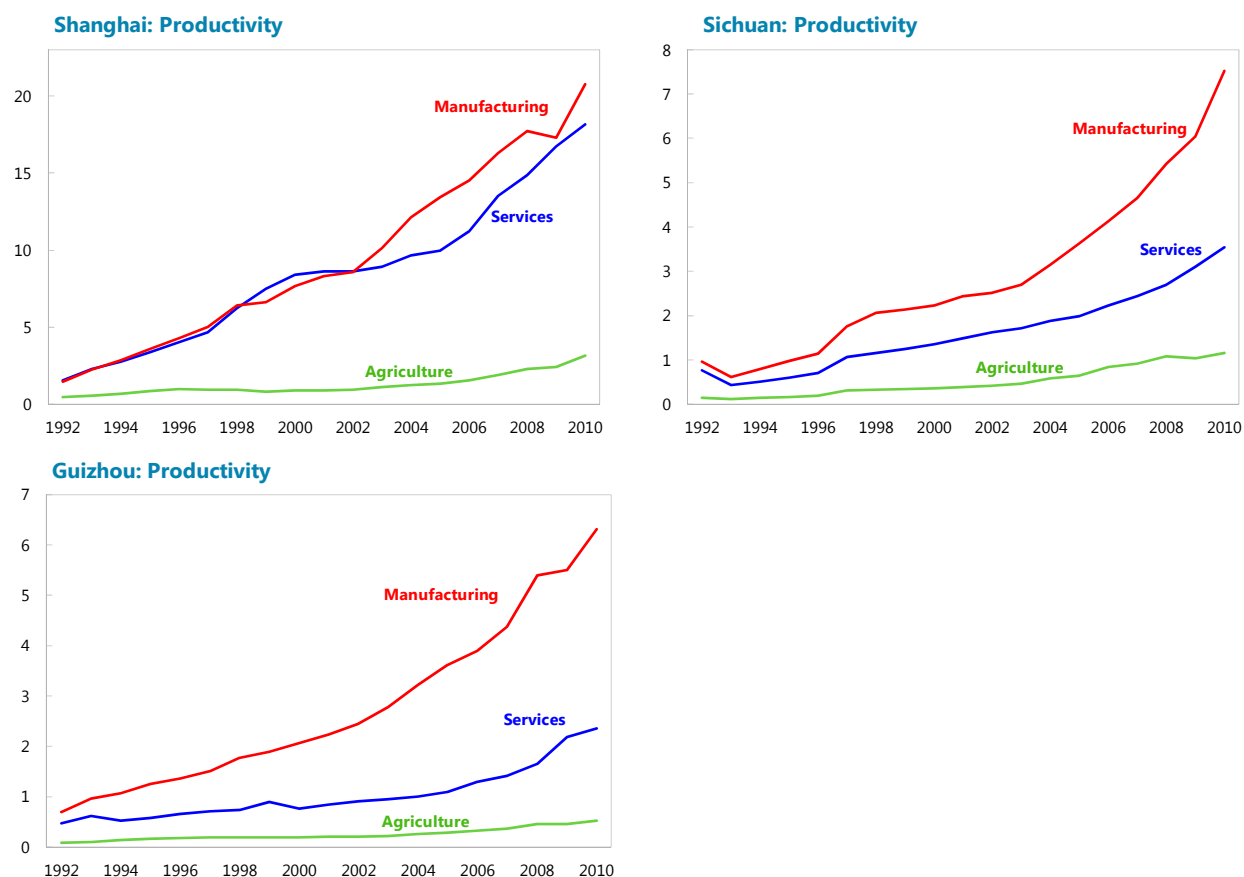 Shanghai: Productivity
20
15
10
5
0
Manufacturing
Services
Agriculture
1992 1994 1996 1998 2000 2002 2004 2006 2008 2010
Sichuan: Productivity
8
7
6
5
4
3
2
1
0
Manufacturing
Services
Agriculture
1992 1994 1996 1998 2000 2002 2004 2006 2008 2010
Guizhou: Productivity
7
6
5
4
3
2
1
0
Manufacturing
Services
Agriculture
1992 1994 1996 1998 2000 2002 2004 2006 2008 2010